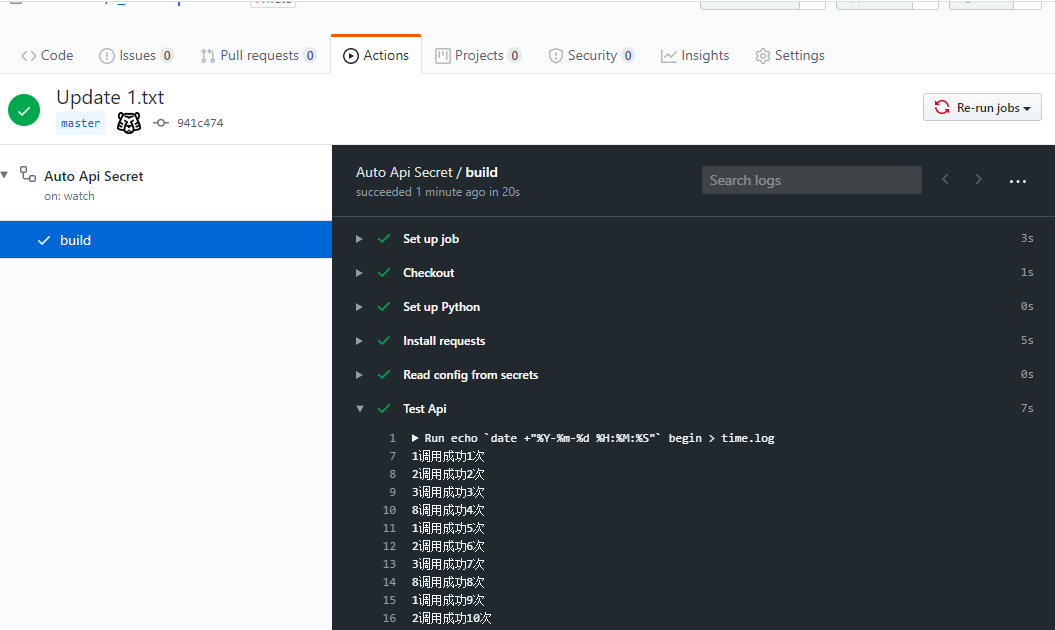 Code Issues 0 Pull requests 0 Actions Projects 0 Security 0 Insights Settings
Update 1.txt
master 941c474
Re-run jobs
Auto Api Secret
on: watch
build
Auto Api Secret / build
succeeded 1 minute ago in 20s
Search logs
Set up job 3s
Checkout 1s
Set up Python 0s
Install requests 5s
Read config from secrets 0s
Test Api 7s
1 Run echo `date +"%Y-%m-%d %H:%M:%S"` begin > time.log
7 1调用成功1次
8 2调用成功2次
9 3调用成功3次
10 8调用成功4次
11 1调用成功5次
12 2调用成功6次
13 3调用成功7次
14 8调用成功8次
15 1调用成功9次
16 2调用成功10次